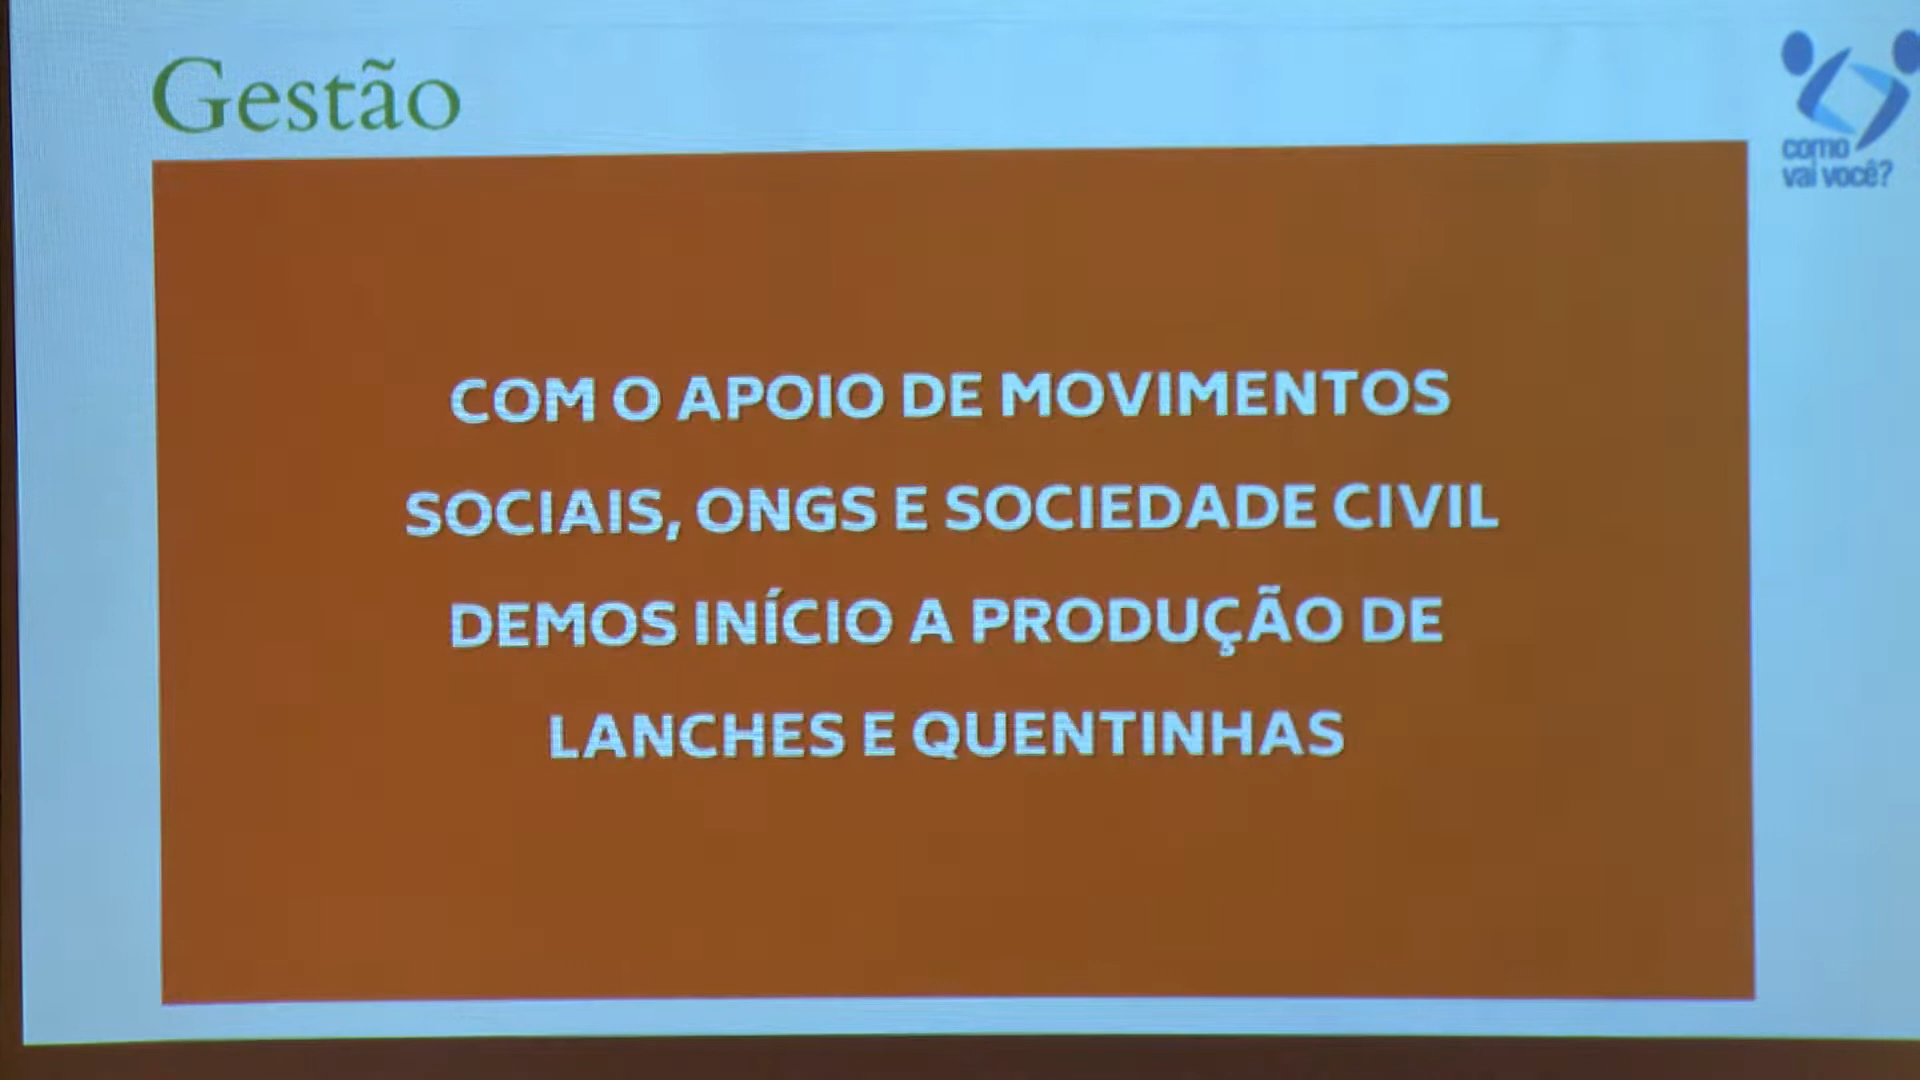 Gestão
como
vai você?
COM O APOIO DE MOVIMENTOS
SOCIAIS, ONGS E SOCIEDADE CIVIL
DEMOS INÍCIO A PRODUÇÃO DE
LANCHES E QUENTINHAS